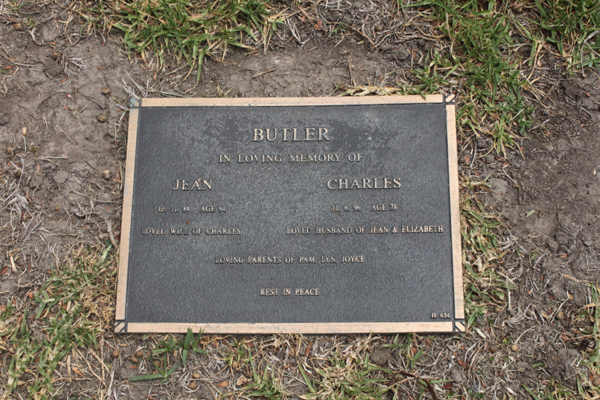 BUTLER
IN LOVING MEMORY OF
JEAN CHARLES
AGE 64 AGE 78
LOVED WIFE OF CHARLES LOVED HUSBAND OF JEAN & ELIZABETH
LOVING PARENTS OF PAM, LYN, JOYCE
REST IN PEACE
H 634